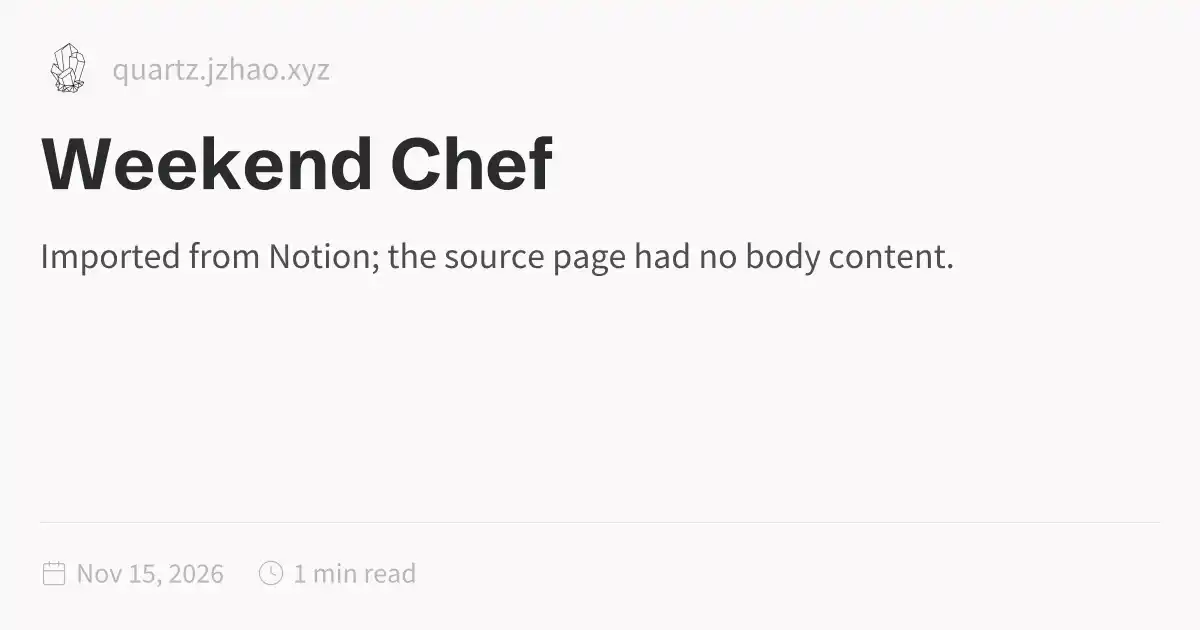 quartz.jzhao.xyz
Weekend Chef
Imported from Notion; the source page had no body content.
Nov 15, 2026 1 min read